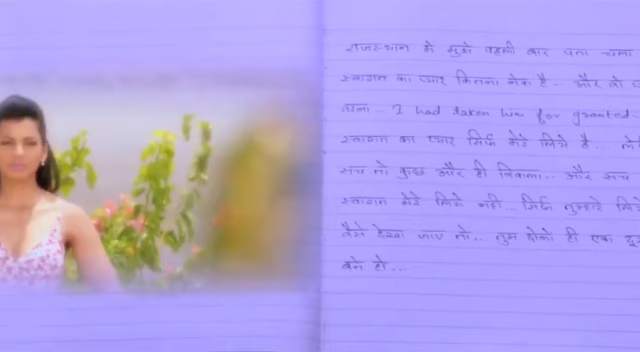 राजस्थान में मुझे पहली बार पता चला
स्वागत का प्यार कितना नेक है.. और वो
करना... I had taken him for granted..
स्वागत का प्यार सिर्फ मेरे लिये है...
सच तो कुछ और ही निकला.. और सच
स्वागत मेरे लिये नही.. सिर्फ तुम्हारे लिये
वैसे देखा जाए तो.. तुम दोनो ही एक
बने हो...